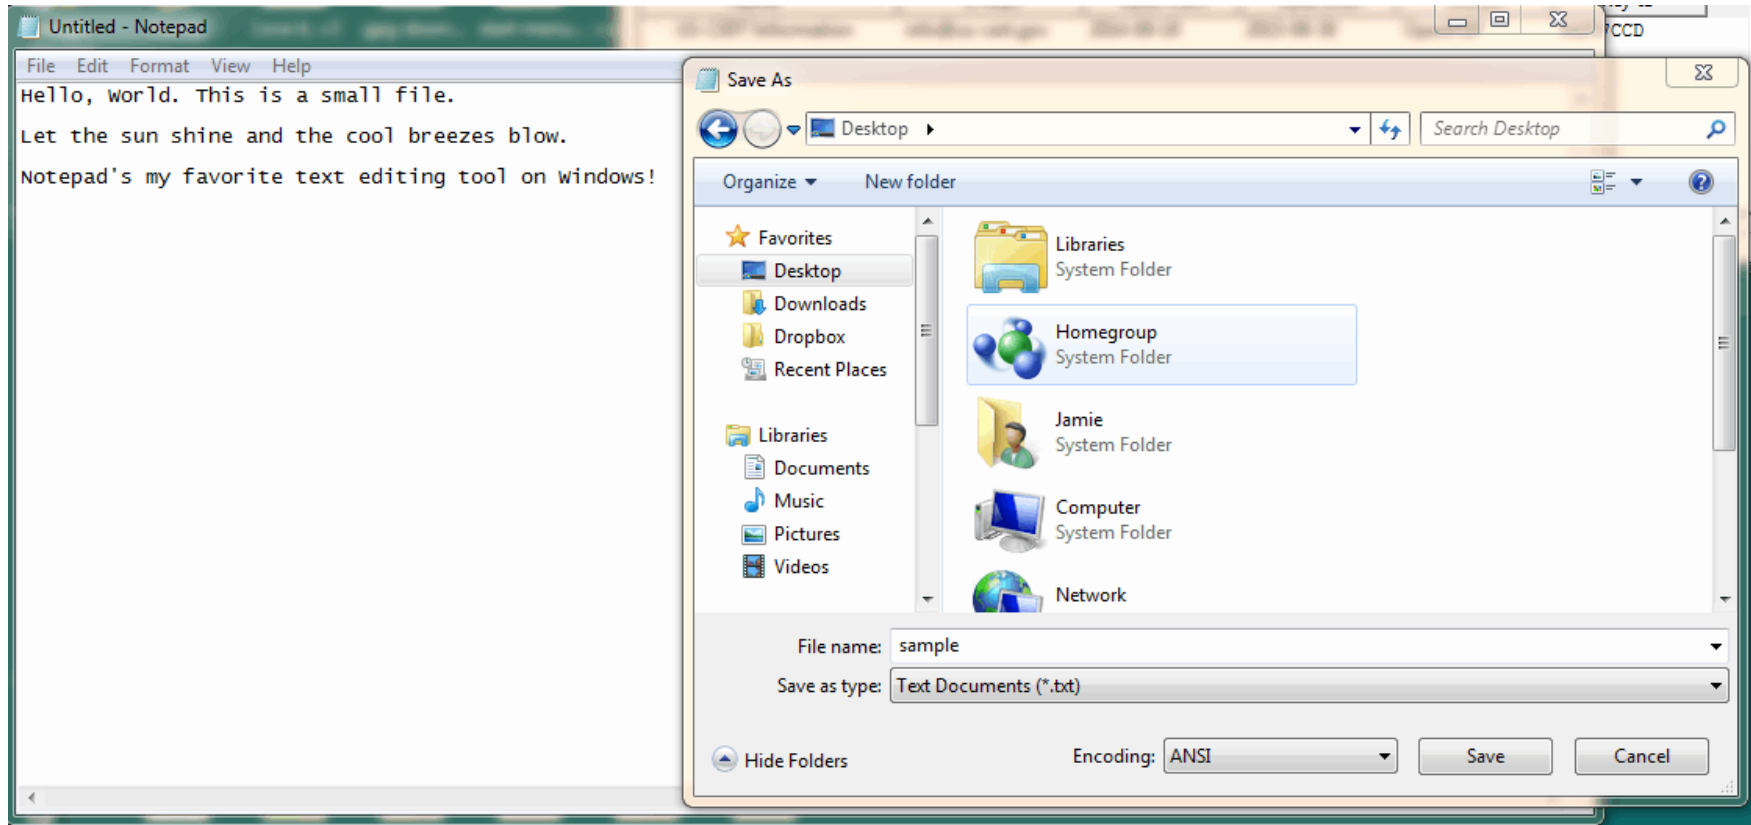 Untitled - Notepad
File Edit Format View Help
Hello, World. This is a small file.
Let the sun shine and the cool breezes blow.
Notepad's my favorite text editing tool on Windows!
CCD
Save As
Desktop
Search Desktop
Organize
New folder
Favorites
Desktop
Downloads
Dropbox
Recent Places
Libraries
Documents
Music
Pictures
Videos
Libraries
System Folder
Homegroup
System Folder
Jamie
System Folder
Computer
System Folder
Network
File name: sample
Save as type: Text Documents (*.txt)
Hide Folders
Encoding: ANSI
Save
Cancel